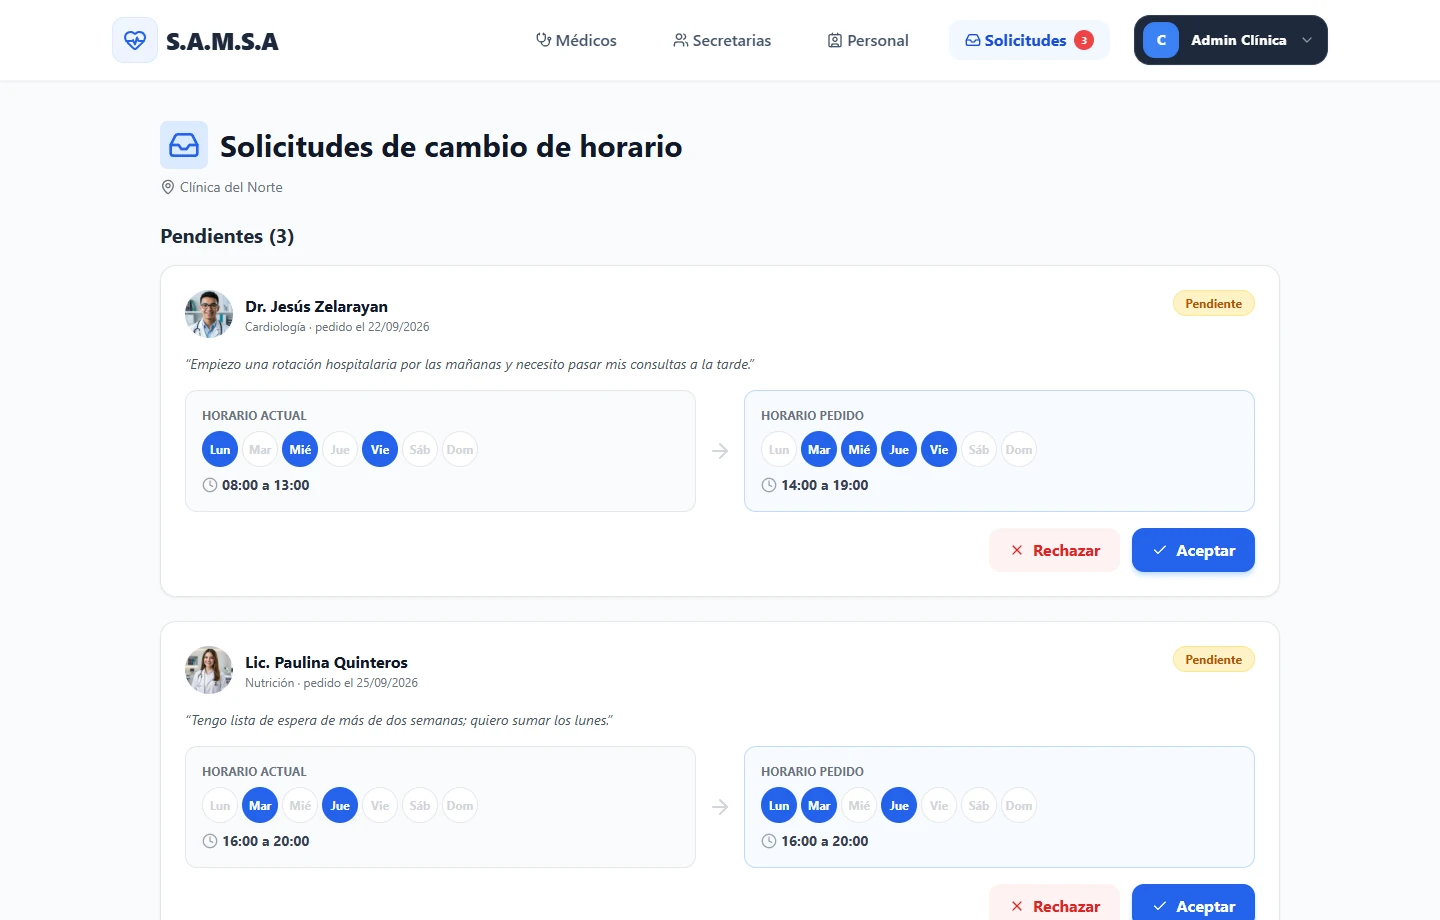 S.A.M.S.A
Médicos
Secretarias
Personal
Solicitudes 3
C Admin Clínica
Solicitudes de cambio de horario
Clínica del Norte
Pendientes (3)
Dr. Jesús Zelarayan
Pendiente
Cardiología · pedido el 22/09/2026
“Empiezo una rotación hospitalaria por las mañanas y necesito pasar mis consultas a la tarde.”
HORARIO ACTUAL
Lun Mar Mié Jue Vie Sáb Dom
08:00 a 13:00
HORARIO PEDIDO
Lun Mar Mié Jue Vie Sáb Dom
14:00 a 19:00
Rechazar
Aceptar
Lic. Paulina Quinteros
Pendiente
Nutrición · pedido el 25/09/2026
“Tengo lista de espera de más de dos semanas; quiero sumar los lunes.”
HORARIO ACTUAL
Lun Mar Mié Jue Vie Sáb Dom
16:00 a 20:00
HORARIO PEDIDO
Lun Mar Mié Jue Vie Sáb Dom
16:00 a 20:00
Rechazar
Aceptar